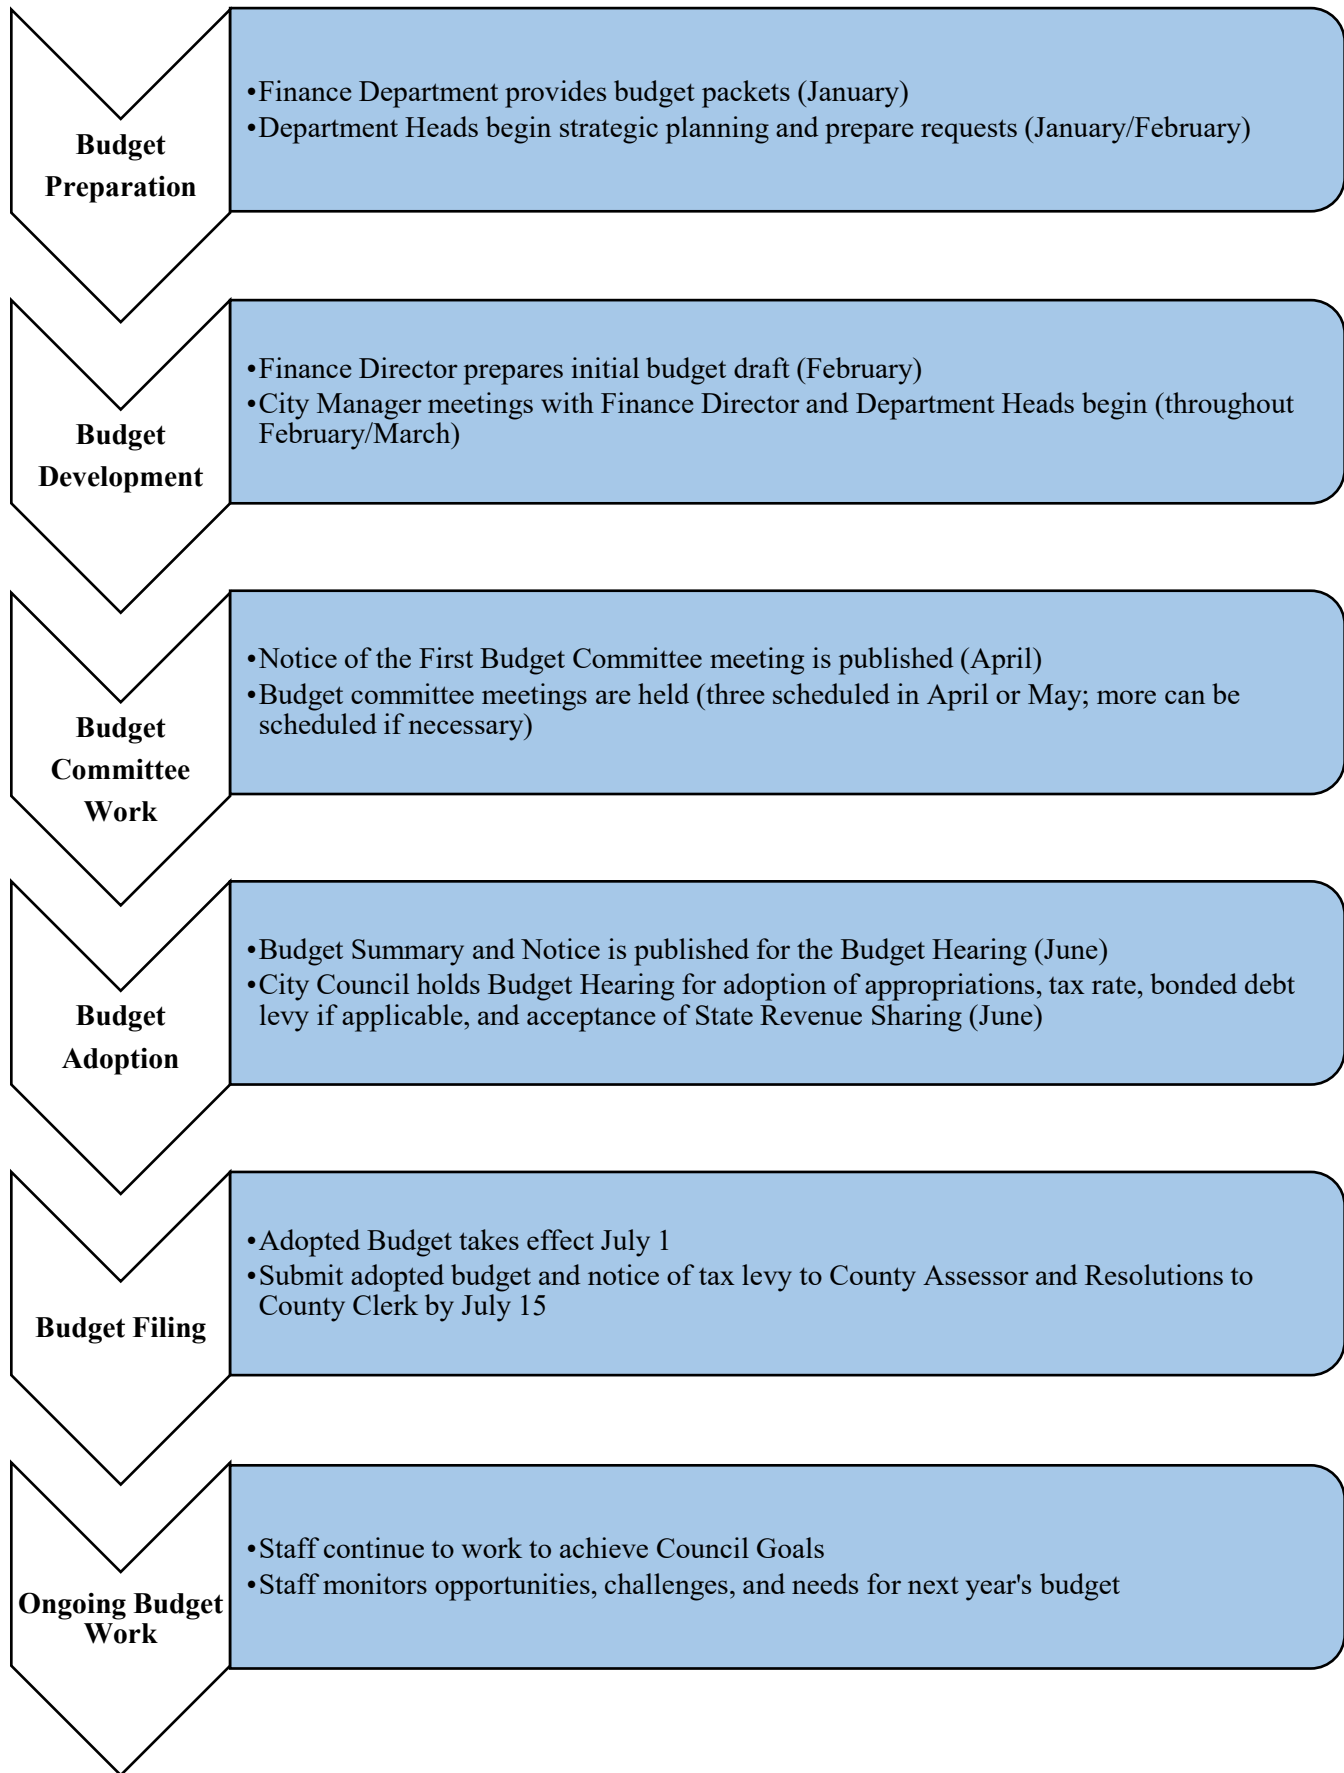 Budget
Preparation
•Finance Department provides budget packets (January)
•Department Heads begin strategic planning and prepare requests (January/February)
Budget
Development
•Finance Director prepares initial budget draft (February)
•City Manager meetings with Finance Director and Department Heads begin (throughout
February/March)
Budget
Committee
Work
•Notice of the First Budget Committee meeting is published (April)
•Budget committee meetings are held (three scheduled in April or May; more can be
scheduled if necessary)
Budget
Adoption
•Budget Summary and Notice is published for the Budget Hearing (June)
•City Council holds Budget Hearing for adoption of appropriations, tax rate, bonded debt
levy if applicable, and acceptance of State Revenue Sharing (June)
Budget Filing
•Adopted Budget takes effect July 1
•Submit adopted budget and notice of tax levy to County Assessor and Resolutions to
County Clerk by July 15
Ongoing Budget
Work
•Staff continue to work to achieve Council Goals
•Staff monitors opportunities, challenges, and needs for next year's budget